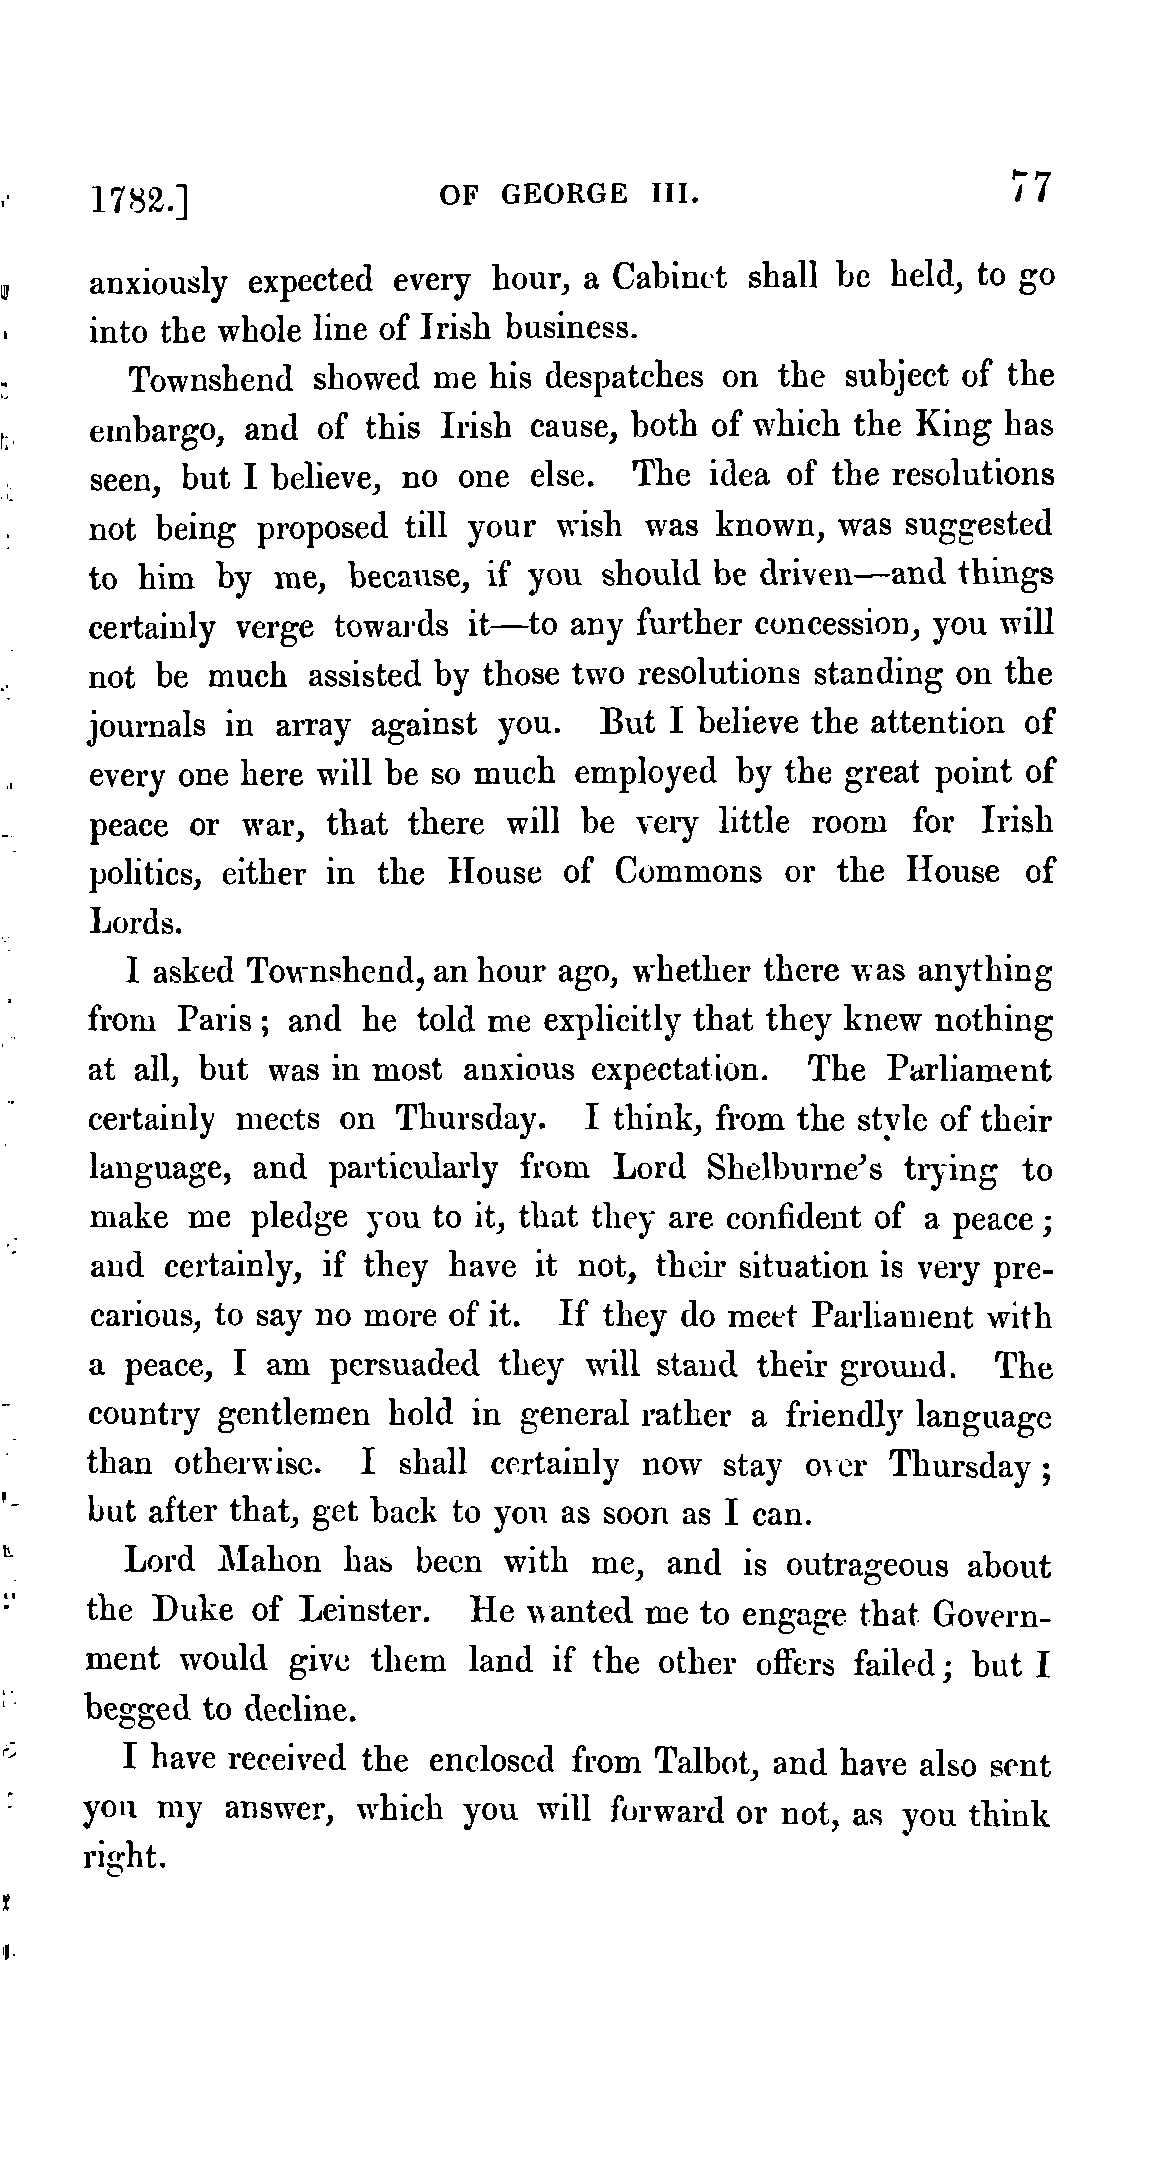 1782.] OF GEORGE III. 77
anxiously expected every hour, a Cabinet shall be held, to go
into the whole line of Irish business.
Townshend showed me his despatches on the subject of the
embargo, and of this Irish cause, both of which the King has
seen, but I believe, no one else. The idea of the resolutions
not being proposed till your wish was known, was suggested
to him by me, because, if you should be driven—and things
certainly verge towards it—to any further concession, you will
not be much assisted by those two resolutions standing on the
journals in array against you. But I believe the attention of
every one here will be so much employed by the great point of
peace or war, that there will be very little room for Irish
politics, either in the House of Commons or the House of
Lords.
I asked Townshend, an hour ago, whether there was anything
from Paris; and he told me explicitly that they knew nothing
at all, but was in most anxious expectation. The Parliament
certainly meets on Thursday. I think, from the style of their
language, and particularly from Lord Shelburne's trying to
make me pledge you to it, that they are confident of a peace;
and certainly, if they have it not, their situation is very pre-
carious, to say no more of it. If they do meet Parliament with
a peace, I am persuaded they will stand their ground. The
country gentlemen hold in general rather a friendly language
than otherwise. I shall certainly now stay over Thursday;
but after that, get back to you as soon as I can.
Lord Mahon has been with me, and is outrageous about
the Duke of Leinster. He wanted me to engage that Govern-
ment would give them land if the other offers failed; but I
begged to decline.
I have received the enclosed from Talbot, and have also sent
you my answer, which you will forward or not, as you think
right.